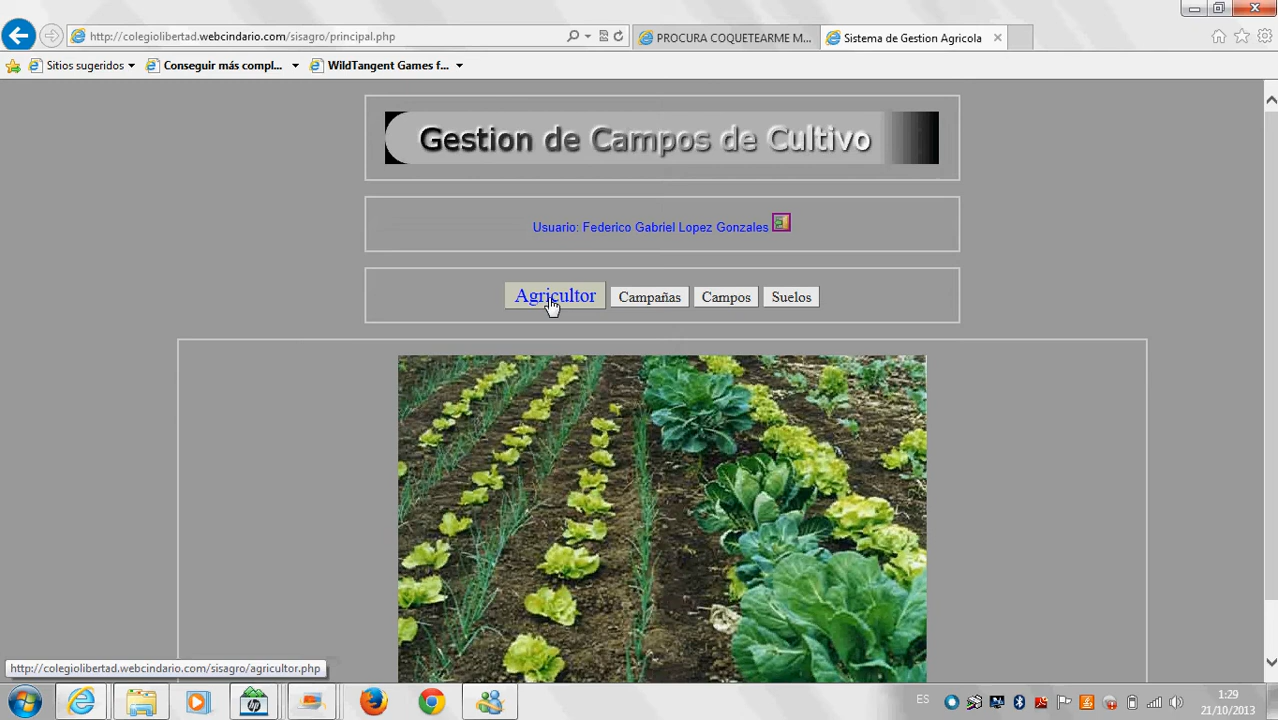 http://colegiolibertad.webcindario.com/sisagro/principal.php
PROCURA COQUETEARME M...
Sistema de Gestion Agricola
Sitios sugeridos
Conseguir más compl...
WildTangent Games f...
Gestion de Campos de Cultivo
Usuario: Federico Gabriel Lopez Gonzales
Agricultor Campañas Campos Suelos
http://colegiolibertad.webcindario.com/sisagro/agricultor.php
hp
ES
1:29
21/10/2013